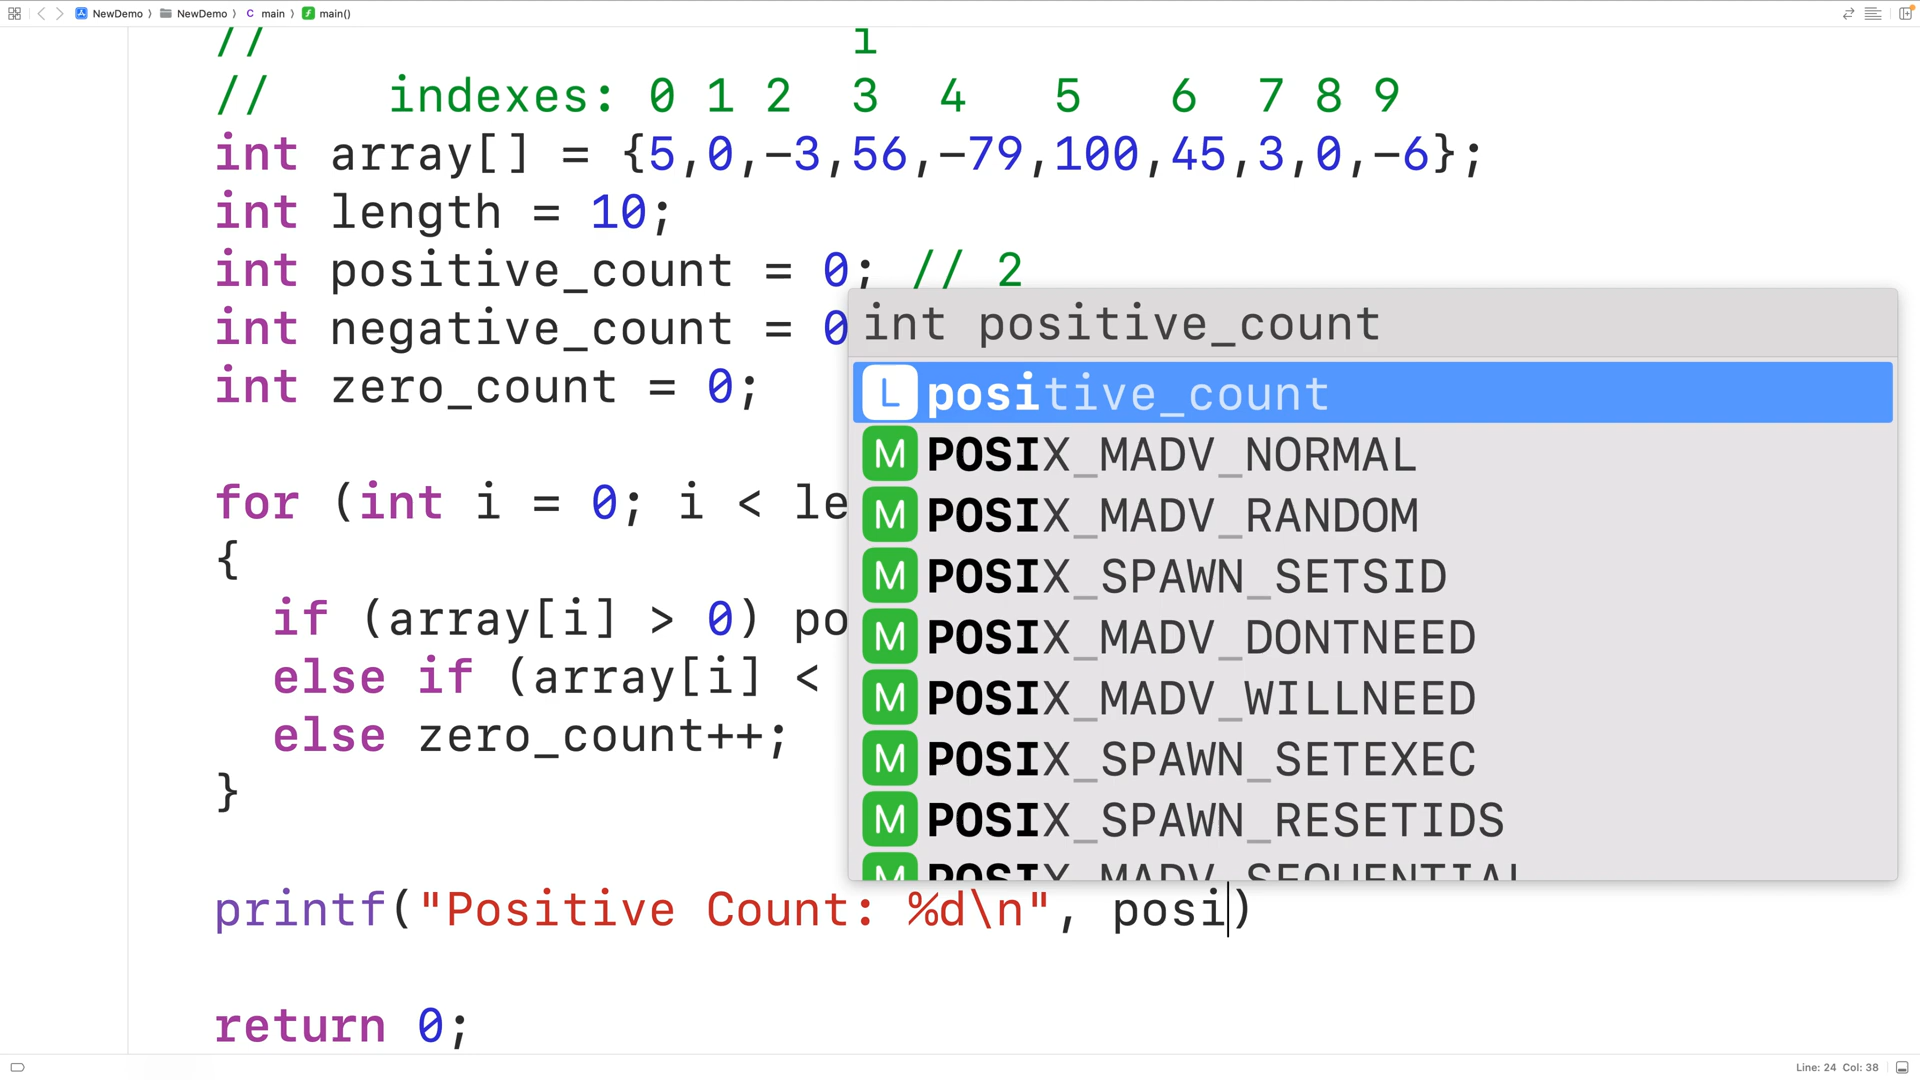 NewDemo 〉 NewDemo 〉 C main 〉 f main()
// i
// indexes: 0 1 2 3 4 5 6 7 8 9
int array[] = {5,0,-3,56,-79,100,45,3,0,-6};
int length = 10;
int positive_count = 0; // 2
int negative_count = 0
int zero_count = 0;
for (int i = 0; i < le
{
if (array[i] > 0) po
else if (array[i] <
else zero_count++;
}
int positive_count
L positive_count
M POSIX_MADV_NORMAL
M POSIX_MADV_RANDOM
M POSIX_SPAWN_SETSID
M POSIX_MADV_DONTNEED
M POSIX_MADV_WILLNEED
M POSIX_SPAWN_SETEXEC
M POSIX_SPAWN_RESETIDS
M POSIX_MADV_SEQUENTIAL
printf("Positive Count: %d\n", posi)
return 0;
Line: 24 Col: 38